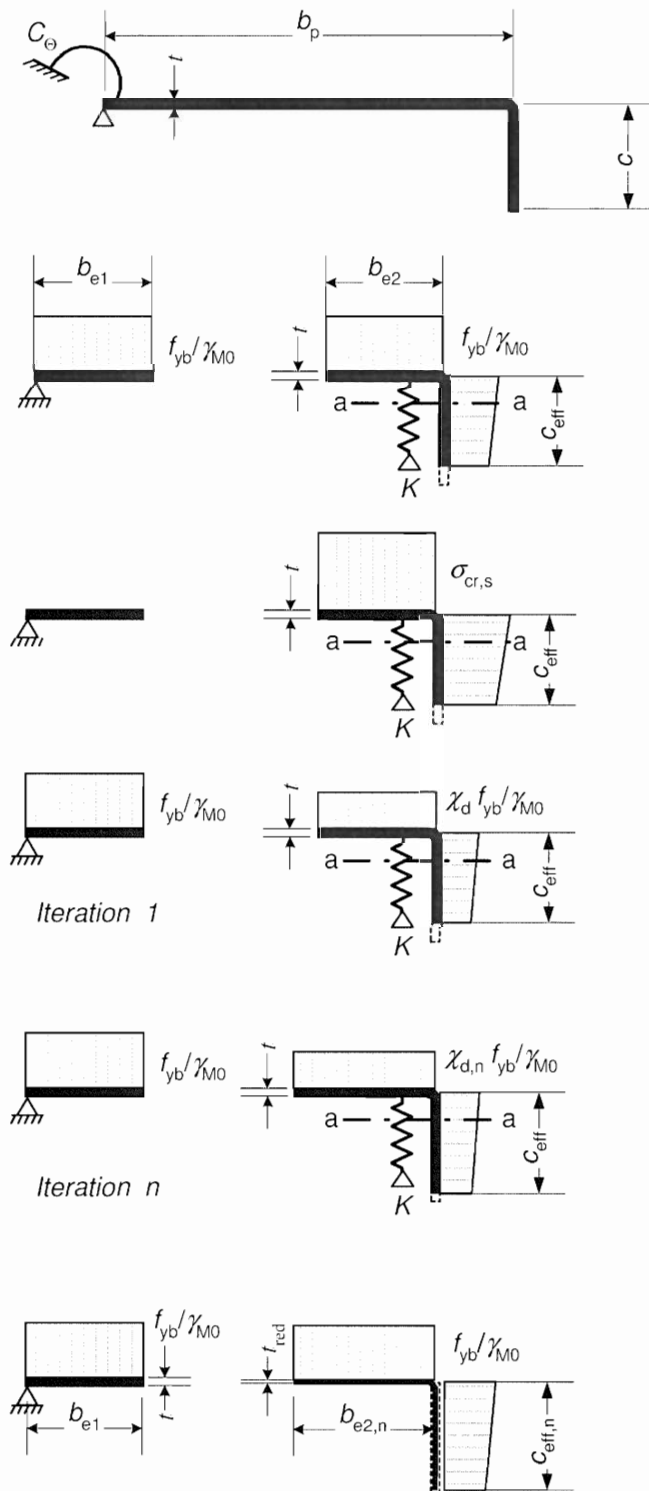 C_Θ
b_p
t
c
b_e1
b_e2
f_yb/γ_M0
t
f_yb/γ_M0
a
a
c_eff
K
t
σ_cr,s
a
a
c_eff
K
f_yb/γ_M0
t
χ_d f_yb/γ_M0
a
a
c_eff
Iteration 1
K
f_yb/γ_M0
t
χ_d,n f_yb/γ_M0
a
a
c_eff
Iteration n
K
f_yb/γ_M0
t
t_red
f_yb/γ_M0
b_e1
b_e2,n
c_eff,n